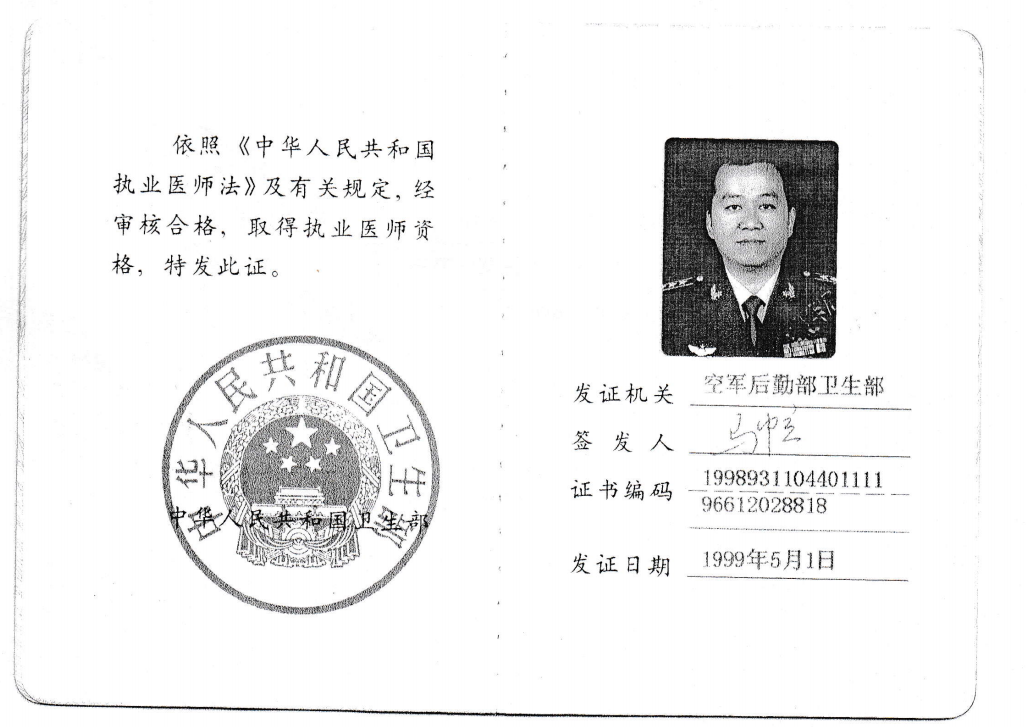 依照《中华人民共和国
执业医师法》及有关规定，经
审核合格，取得执业医师资
格，特发此证。
中华人民共和国卫生部
中华人民共和国卫生部
发证机关 空军后勤部卫生部
签发人 马中立
证书编码 1998931104401111
96612028818
发证日期 1999年5月1日